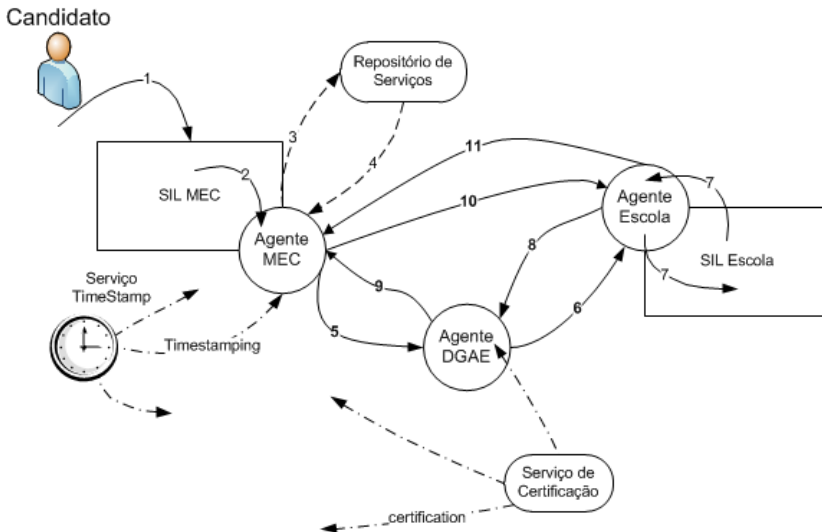 Candidato
1
Repositório de
Serviços
3
4
11
2
SIL MEC
7
Agente
Escola
10
Agente
MEC
8
SIL Escola
7
Serviço
TimeStamp
9
6
5
Timestamping
Agente
DGAE
Serviço de
Certificação
certification